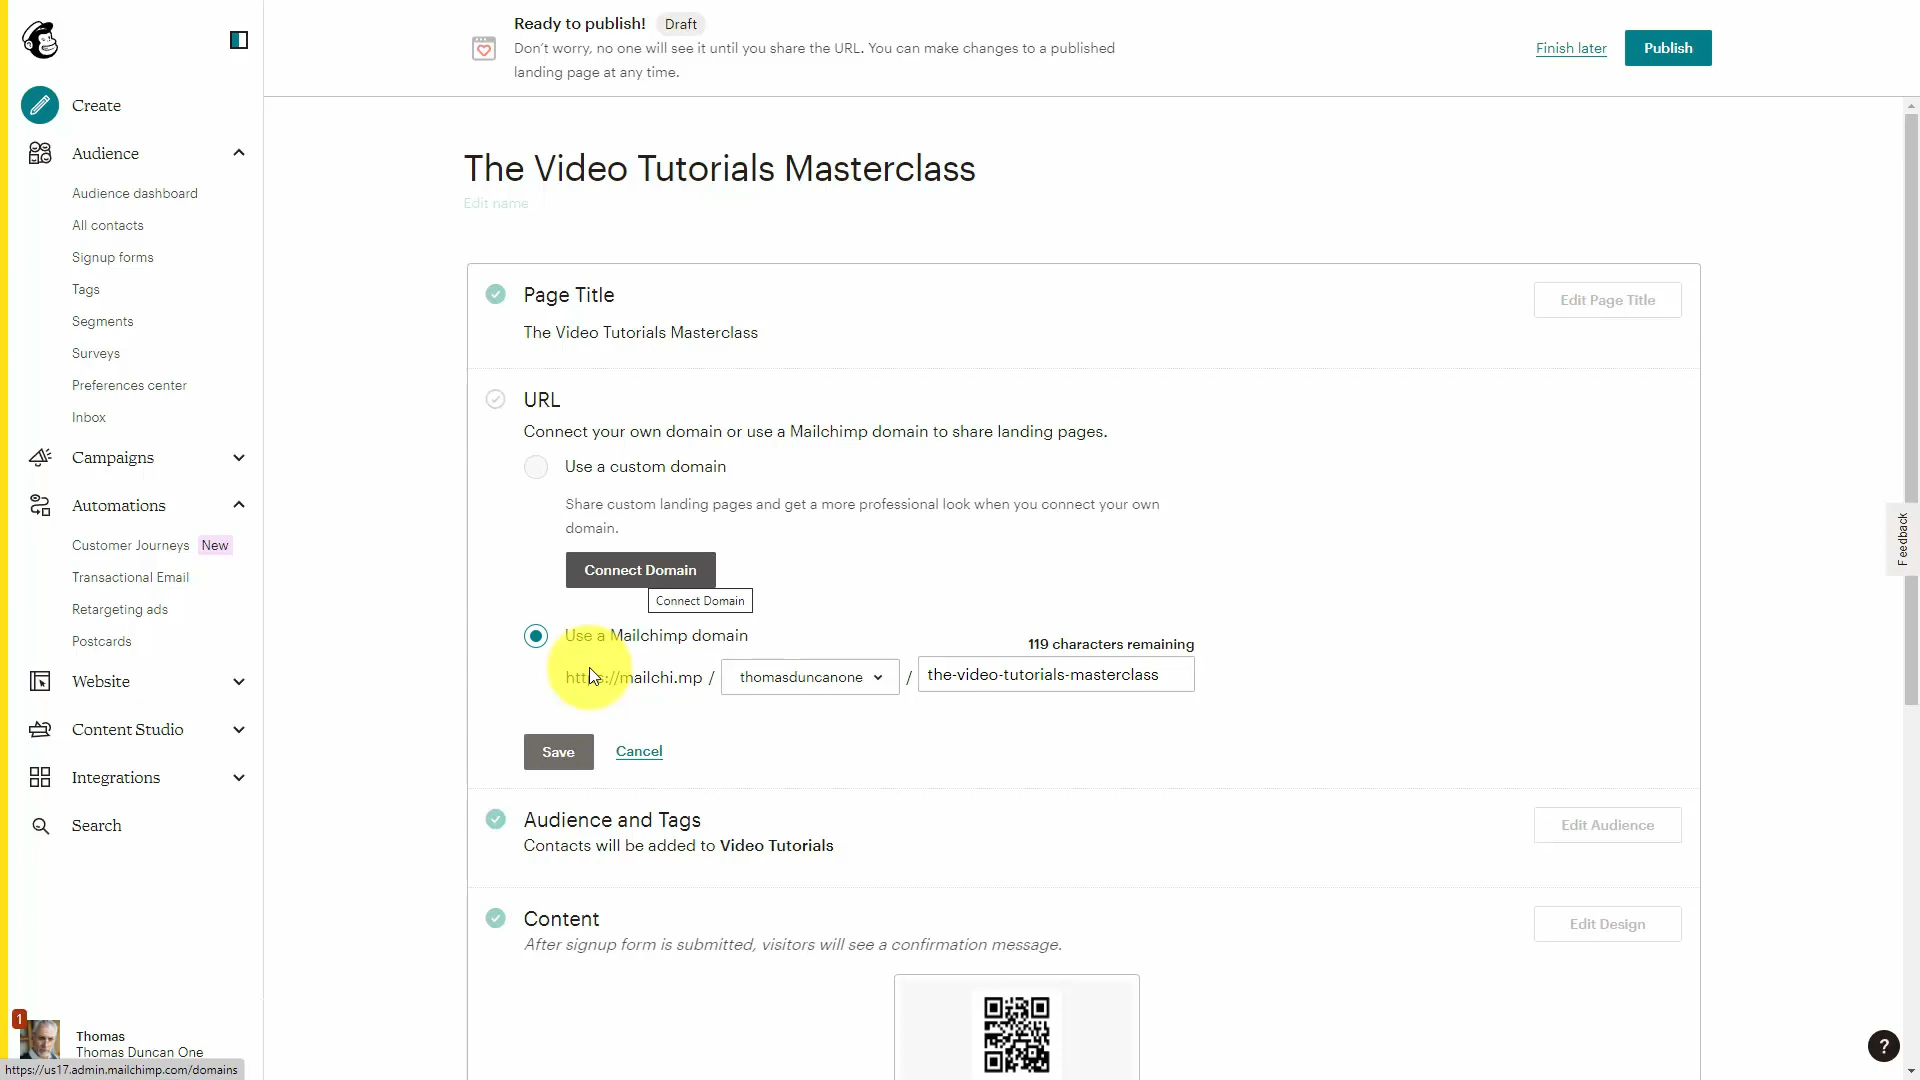 Ready to publish! Draft
Don't worry, no one will see it until you share the URL. You can make changes to a published
landing page at any time.
Finish later
Publish
Create
Audience
Audience dashboard
All contacts
Signup forms
Tags
Segments
Surveys
Preferences center
Inbox
Campaigns
Automations
Customer Journeys New
Transactional Email
Retargeting ads
Postcards
Website
Content Studio
Integrations
Search
1
Thomas
Thomas Duncan One
https://us17.admin.mailchimp.com/domains
The Video Tutorials Masterclass
Edit name
Page Title
The Video Tutorials Masterclass
Edit Page Title
URL
Connect your own domain or use a Mailchimp domain to share landing pages.
Use a custom domain
Share custom landing pages and get a more professional look when you connect your own
domain.
Connect Domain
Connect Domain
Use a Mailchimp domain
119 characters remaining
https://mailchi.mp / thomasduncanone / the-video-tutorials-masterclass
Save Cancel
Audience and Tags
Contacts will be added to Video Tutorials
Edit Audience
Content
After signup form is submitted, visitors will see a confirmation message.
Edit Design
Feedback
?